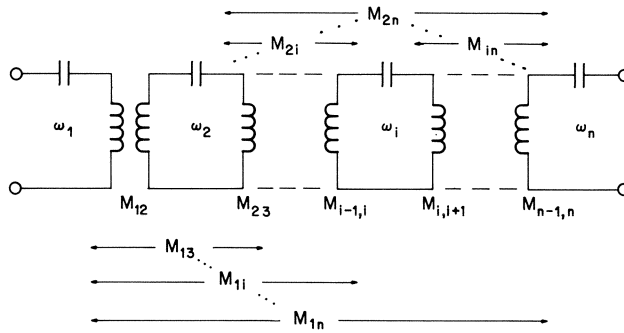 M2n
M2i Min
ω1 ω2 ωi ωn
M12 M23 Mi-1,i Mi,i+1 Mn-1,n
M13
M1i
M1n